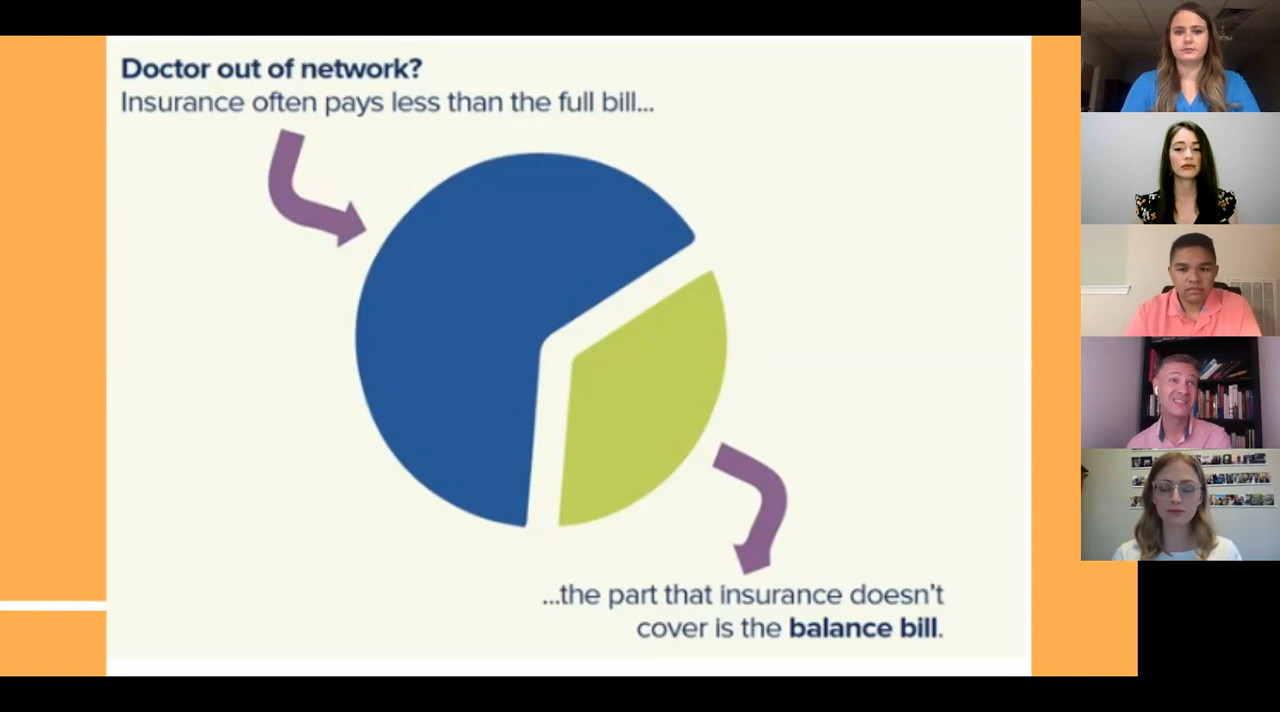 Doctor out of network?
Insurance often pays less than the full bill...
...the part that insurance doesn't
cover is the balance bill.